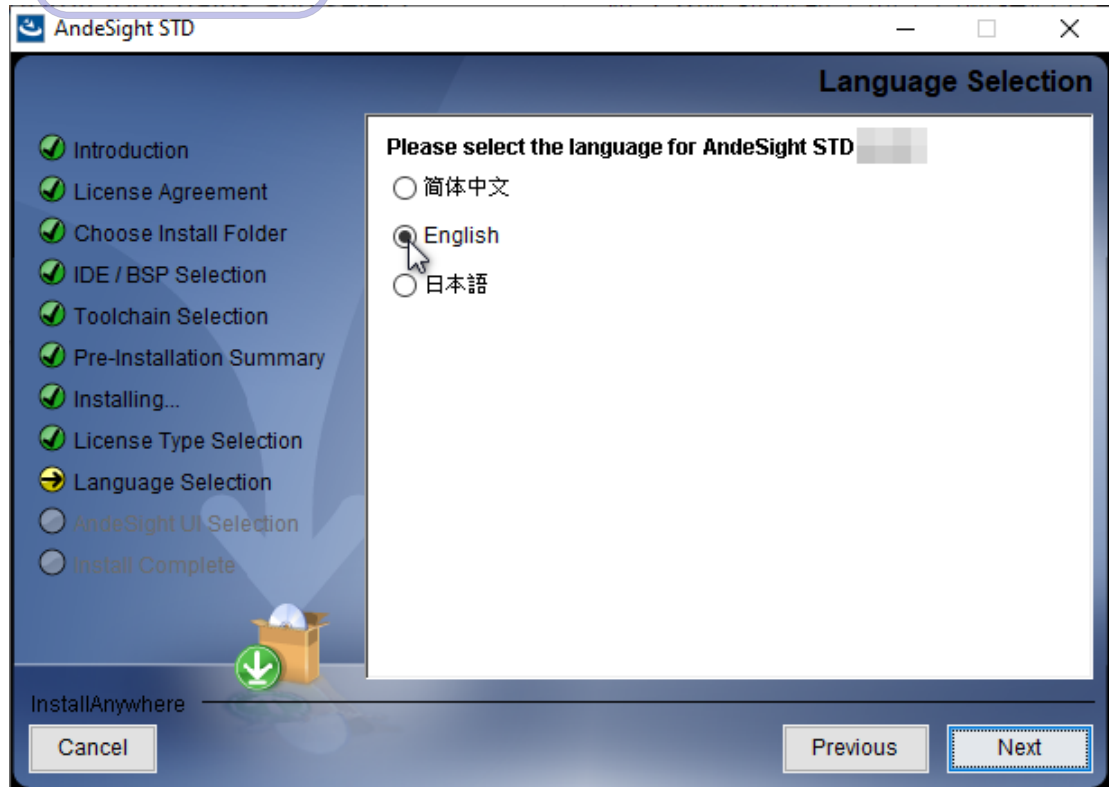 AndeSight STD
Language Selection
Introduction
License Agreement
Choose Install Folder
IDE / BSP Selection
Toolchain Selection
Pre-Installation Summary
Installing...
License Type Selection
Language Selection
AndeSight UI Selection
Install Complete
Please select the language for AndeSight STD
简体中文
English
日本語
InstallAnywhere
Cancel
Previous
Next